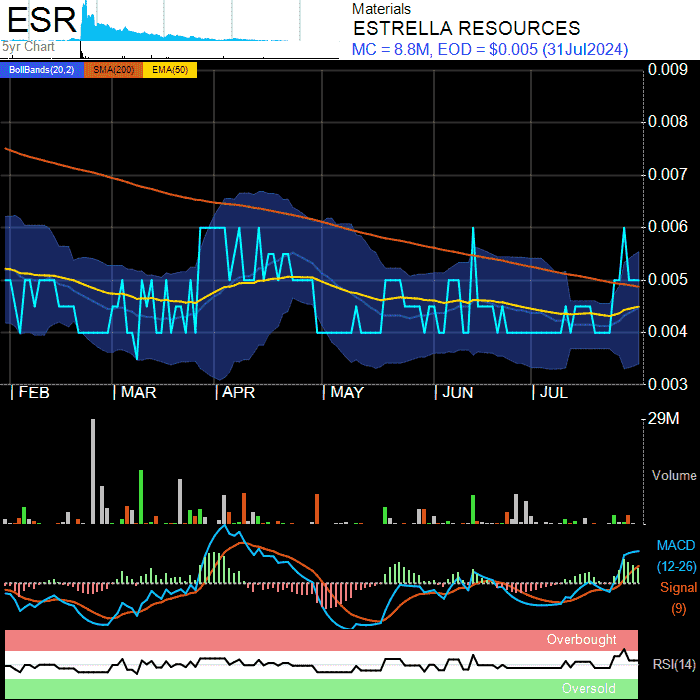 ESR
5yr Chart
Materials
ESTRELLA RESOURCES
MC = 8.8M, EOD = $0.005 (31Jul2024)
BollBands(20,2) SMA(200) EMA(50)
0.009
0.008
0.007
0.006
0.005
0.004
0.003
FEB MAR APR MAY JUN JUL
29M
Volume
MACD
(12-26)
Signal
(9)
Overbought
RSI(14)
Oversold